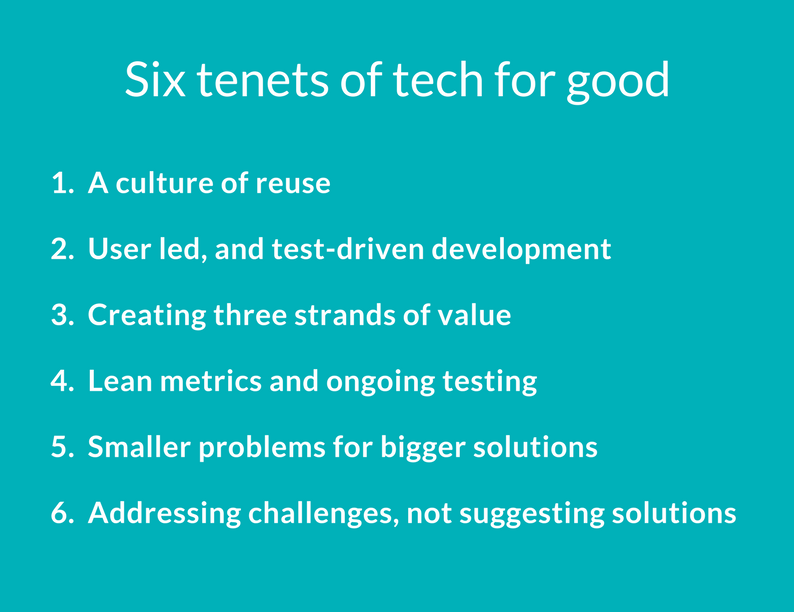 Six tenets of tech for good
1. A culture of reuse
2. User led, and test-driven development
3. Creating three strands of value
4. Lean metrics and ongoing testing
5. Smaller problems for bigger solutions
6. Addressing challenges, not suggesting solutions